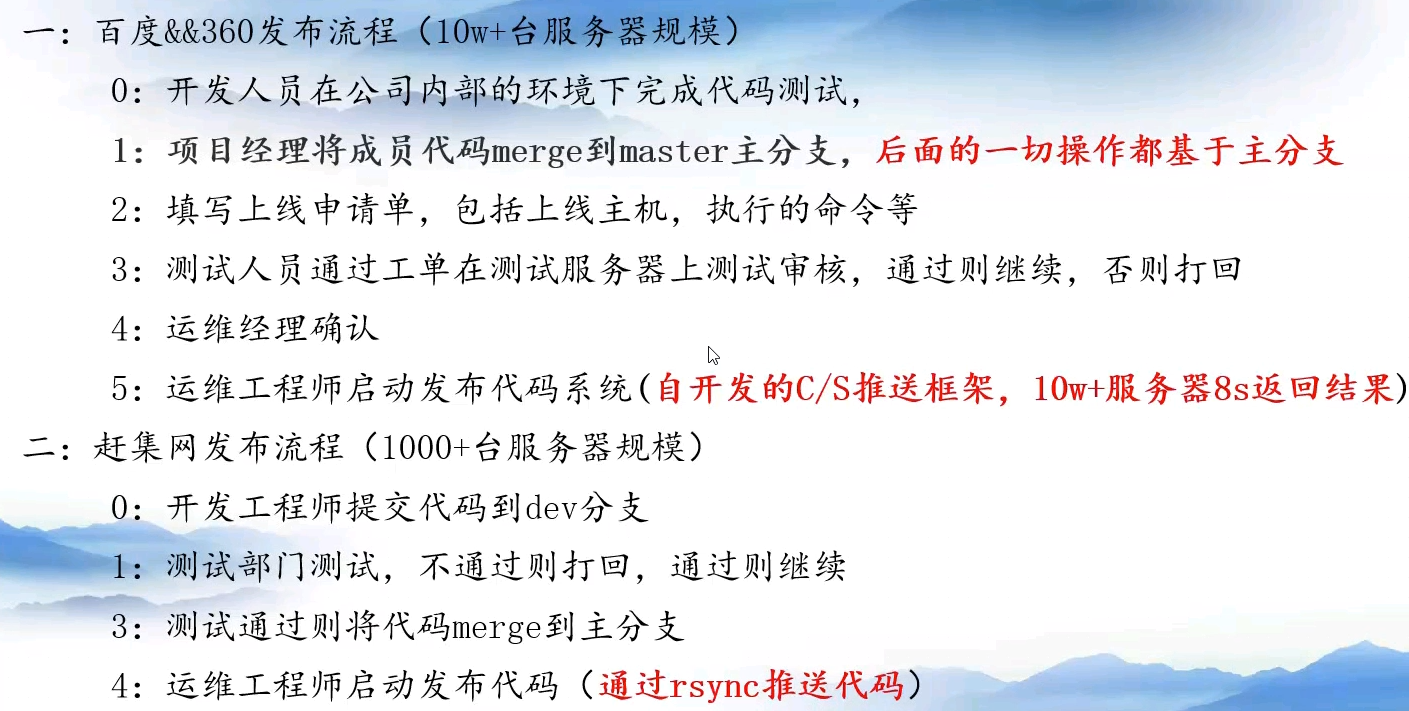 一：百度&&360发布流程（10w+台服务器规模）
0：开发人员在公司内部的环境下完成代码测试，
1：项目经理将成员代码merge到master主分支，后面的一切操作都基于主分支
2：填写上线申请单，包括上线主机，执行的命令等
3：测试人员通过工单在测试服务器上测试审核，通过则继续，否则打回
4：运维经理确认
5：运维工程师启动发布代码系统(自开发的C/S推送框架，10w+服务器8s返回结果)
二：赶集网发布流程（1000+台服务器规模）
0：开发工程师提交代码到dev分支
1：测试部门测试，不通过则打回，通过则继续
3：测试通过则将代码merge到主分支
4：运维工程师启动发布代码（通过rsync推送代码）